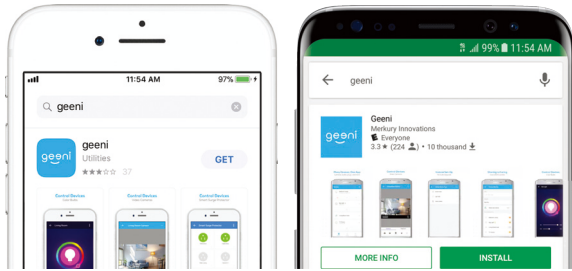 11:54 AM
97%
geeni
geeni
geeni
Utilities
37
GET
Control Devices
Control Devices
Control Devices
99% 11:54 AM
geeni
geeni
Geeni
Merkury Innovations
Everyone
3.3★ (224 ) • 10 thousand
MORE INFO
INSTALL